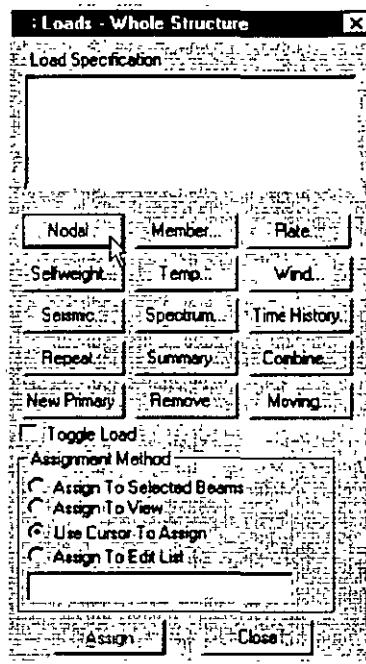 : Loads - Whole Structure
Load Specification
Nodal... Member... Plate...
Selfweight... Temp... Wind...
Seismic... Spectrum... Time History...
Repeat... Summary... Combine...
New Primary Remove Moving...
Toggle Load
Assignment Method
Assign To Selected Beams
Assign To View
Use Cursor To Assign
Assign To Edit List
Assign Close